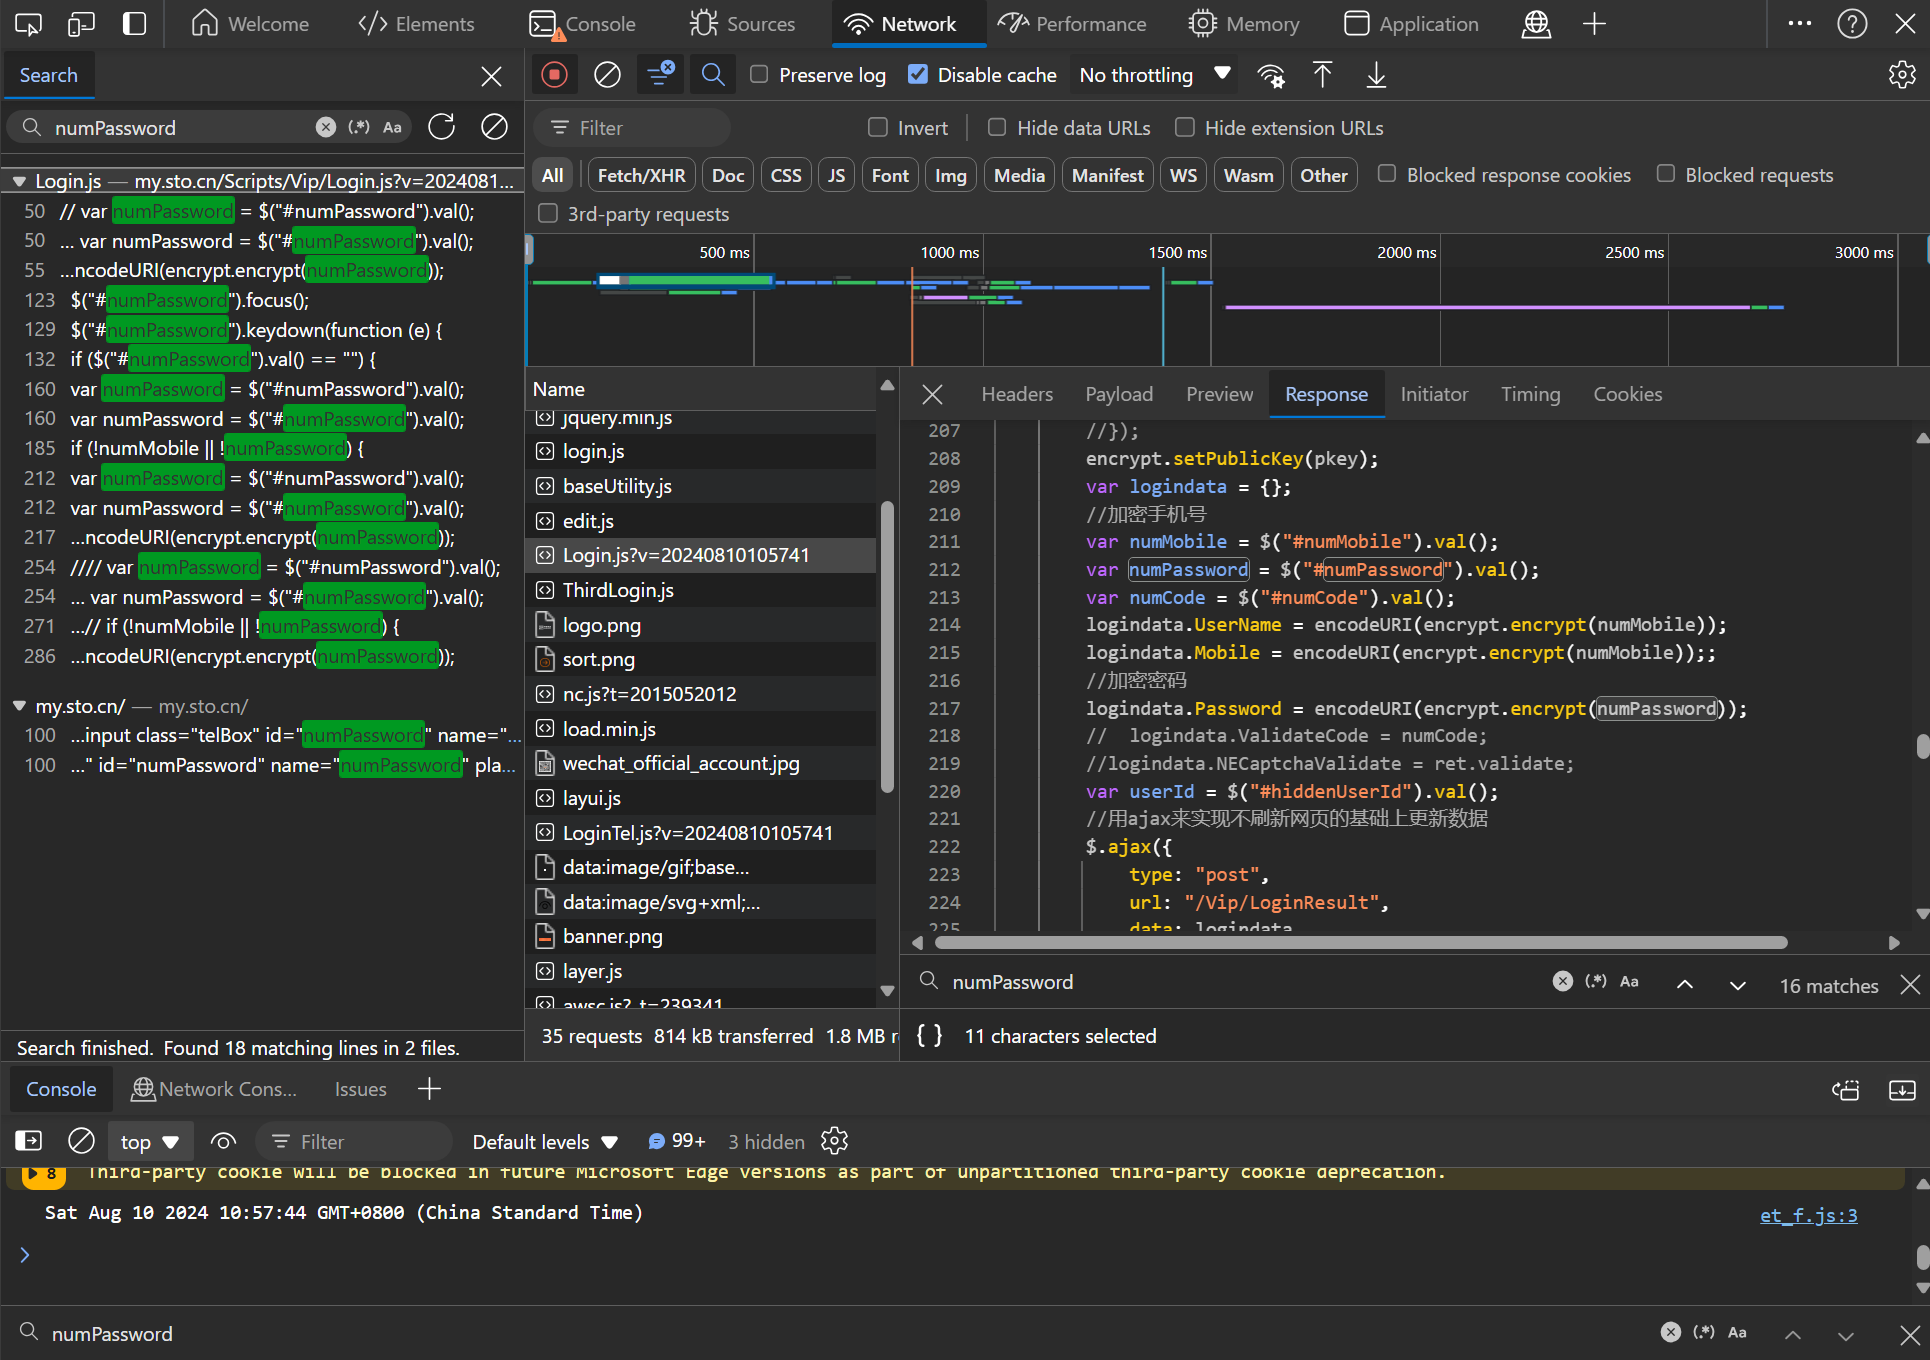 Welcome
Elements
Console
Sources
Network
Performance
Memory
Application
Search
Preserve log
Disable cache
No throttling
numPassword
(.*)
Aa
Filter
Invert
Hide data URLs
Hide extension URLs
All
Fetch/XHR
Doc
CSS
JS
Font
Img
Media
Manifest
WS
Wasm
Other
Blocked response cookies
Blocked requests
3rd-party requests
Login.js — my.sto.cn/Scripts/Vip/Login.js?v=2024081...
50 // var numPassword = $("#numPassword").val();
50 ... var numPassword = $("#numPassword").val();
55 ...ncodeURI(encrypt.encrypt(numPassword));
123 $("#numPassword").focus();
129 $("#numPassword").keydown(function (e) {
132 if ($("#numPassword").val() == "") {
160 var numPassword = $("#numPassword").val();
160 var numPassword = $("#numPassword").val();
185 if (!numMobile || !numPassword) {
212 var numPassword = $("#numPassword").val();
212 var numPassword = $("#numPassword").val();
217 ...ncodeURI(encrypt.encrypt(numPassword));
254 //// var numPassword = $("#numPassword").val();
254 ... var numPassword = $("#numPassword").val();
271 ...// if (!numMobile || !numPassword) {
286 ...ncodeURI(encrypt.encrypt(numPassword));
my.sto.cn/ — my.sto.cn/
100 ...input class="telBox" id="numPassword" name="...
100 ..." id="numPassword" name="numPassword" pla...
Search finished. Found 18 matching lines in 2 files.
500 ms
1000 ms
1500 ms
2000 ms
2500 ms
3000 ms
Name
jquery.min.js
login.js
baseUtility.js
edit.js
Login.js?v=20240810105741
ThirdLogin.js
logo.png
sort.png
nc.js?t=2015052012
load.min.js
wechat_official_account.jpg
layui.js
LoginTel.js?v=20240810105741
data:image/gif;base...
data:image/svg+xml;...
banner.png
layer.js
awsc.js?_t=239341
35 requests 814 kB transferred 1.8 MB r
Headers
Payload
Preview
Response
Initiator
Timing
Cookies
207 //});
208 encrypt.setPublicKey(pkey);
209 var logindata = {};
210 //加密手机号
211 var numMobile = $("#numMobile").val();
212 var numPassword = $("#numPassword").val();
213 var numCode = $("#numCode").val();
214 logindata.UserName = encodeURI(encrypt.encrypt(numMobile));
215 logindata.Mobile = encodeURI(encrypt.encrypt(numMobile));;
216 //加密密码
217 logindata.Password = encodeURI(encrypt.encrypt(numPassword));
218 // logindata.ValidateCode = numCode;
219 //logindata.NECaptchaValidate = ret.validate;
220 var userId = $("#hiddenUserId").val();
221 //用ajax来实现不刷新网页的基础上更新数据
222 $.ajax({
223 type: "post",
224 url: "/Vip/LoginResult",
225 data: logindata
numPassword
(.*)
Aa
16 matches
{ } 11 characters selected
Console
Network Cons...
Issues
top
Filter
Default levels
99+
3 hidden
8 Third-party cookie will be blocked in future Microsoft Edge versions as part of unpartitioned third-party cookie deprecation.
Sat Aug 10 2024 10:57:44 GMT+0800 (China Standard Time)
et_f.js:3
numPassword
(.*)
Aa